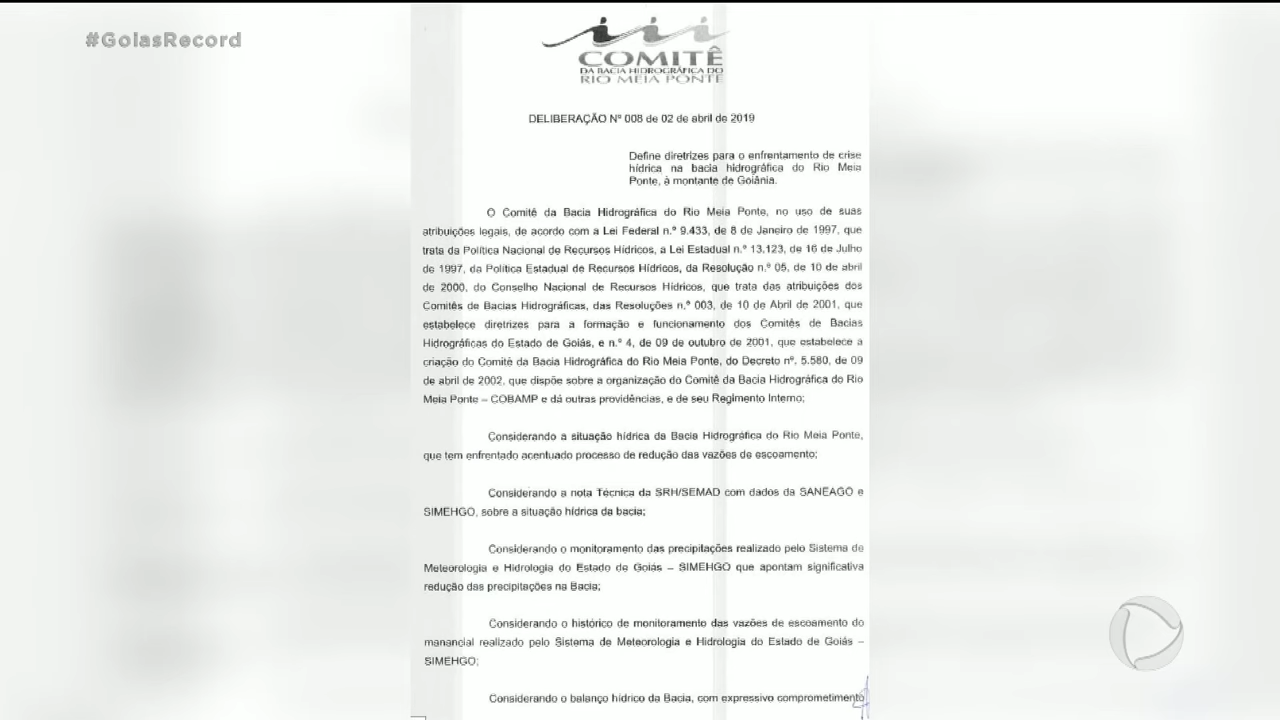 #GoiasRecord
COMITÊ
DA BACIA HIDROGRÁFICA DO
RIO MEIA PONTE
DELIBERAÇÃO Nº 008 de 02 de abril de 2019
Define diretrizes para o enfrentamento de crise
hídrica na bacia hidrográfica do Rio Meia
Ponte, à montante de Goiânia.
O Comitê da Bacia Hidrográfica do Rio Meia Ponte, no uso de suas
atribuições legais, de acordo com a Lei Federal n.º 9.433, de 8 de Janeiro de 1997, que
trata da Política Nacional de Recursos Hídricos, a Lei Estadual n.º 13,123, de 16 de Julho
de 1997, da Política Estadual de Recursos Hídricos, da Resolução n.º 05, de 10 de abril
de 2000, do Conselho Nacional de Recursos Hídricos, que trata das atribuições dos
Comitês de Bacias Hidrográficas, das Resoluções n.º 003, de 10 de Abril de 2001, que
estabelece diretrizes para a formação e funcionamento dos Comitês de Bacias
Hidrográficas do Estado de Goiás, e n.º 4, de 09 de outubro de 2001, que estabelece a
criação do Comitê da Bacia Hidrográfica do Rio Meia Ponte, do Decreto nº. 5.580, de 09
de abril de 2002, que dispõe sobre a organização do Comitê da Bacia Hidrográfica do Rio
Meia Ponte – COBAMP e dá outras providências, e de seu Regimento Interno;
Considerando a situação hídrica da Bacia Hidrográfica do Rio Meia Ponte,
que tem enfrentado acentuado processo de redução das vazões de escoamento;
Considerando a nota Técnica da SRH/SEMAD com dados da SANEAGO e
SIMEHGO, sobre a situação hídrica da bacia;
Considerando o monitoramento das precipitações realizado pelo Sistema de
Meteorologia e Hidrologia do Estado de Goiás – SIMEHGO que apontam significativa
redução das precipitações na Bacia;
Considerando o histórico de monitoramento das vazões de escoamento do
manancial realizado pelo Sistema de Meteorologia e Hidrologia do Estado de Goiás –
SIMEHGO;
Considerando o balanço hídrico da Bacia, com expressivo comprometimento